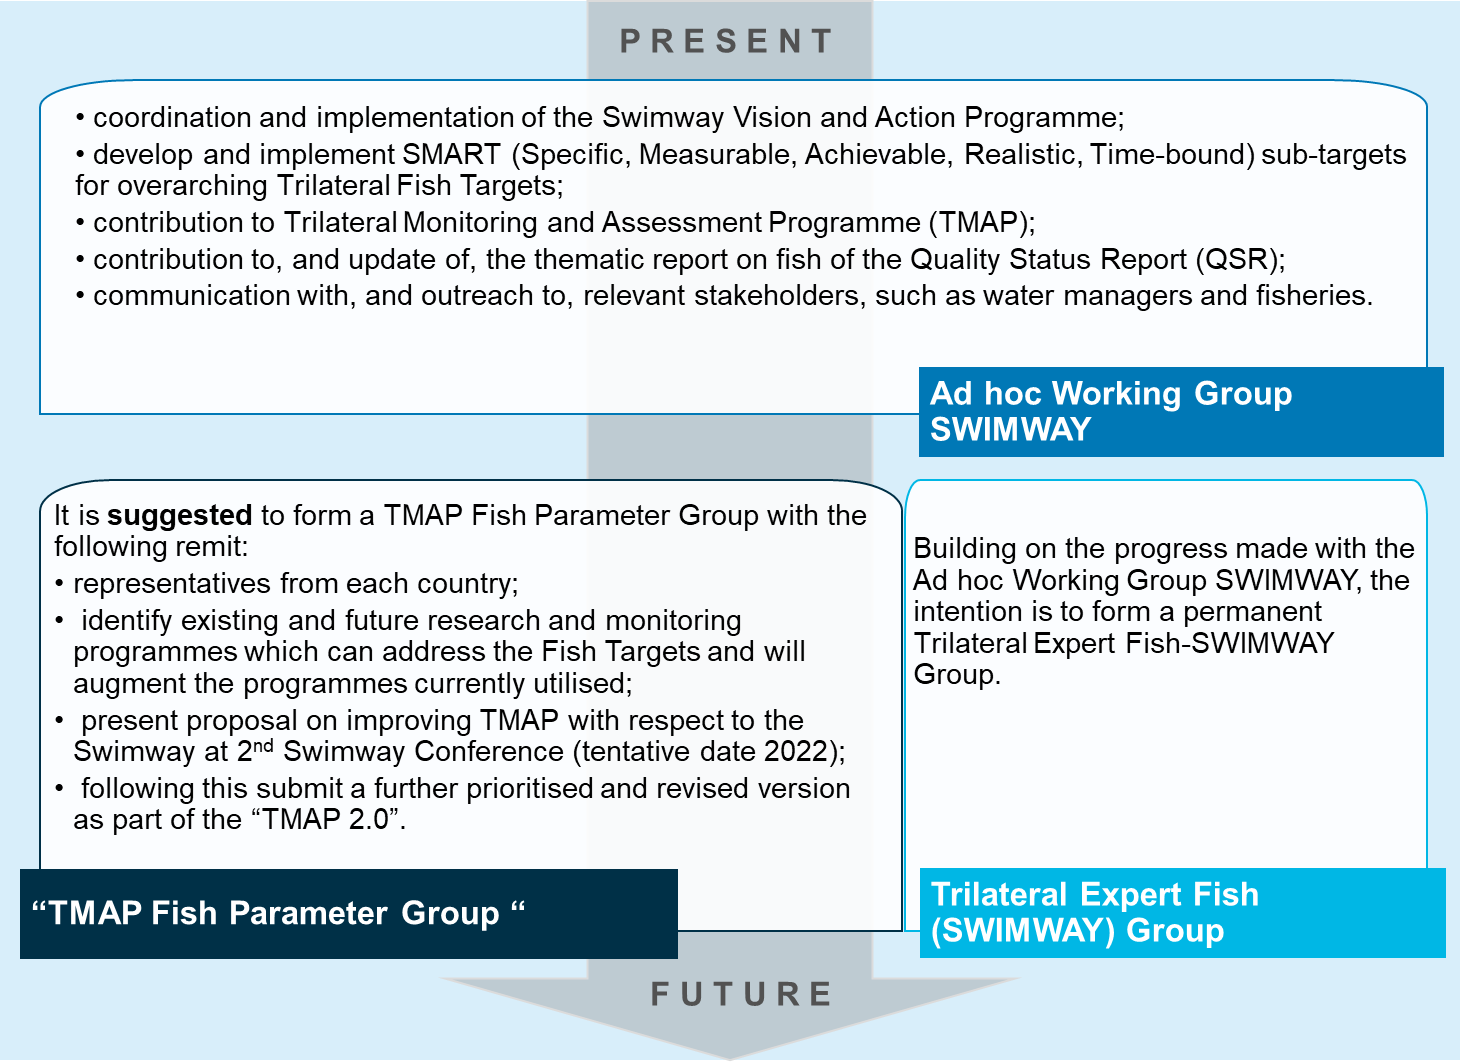 PRESENT
• coordination and implementation of the Swimway Vision and Action Programme;
• develop and implement SMART (Specific, Measurable, Achievable, Realistic, Time-bound) sub-targets
for overarching Trilateral Fish Targets;
• contribution to Trilateral Monitoring and Assessment Programme (TMAP);
• contribution to, and update of, the thematic report on fish of the Quality Status Report (QSR);
• communication with, and outreach to, relevant stakeholders, such as water managers and fisheries.
Ad hoc Working Group
SWIMWAY
It is suggested to form a TMAP Fish Parameter Group with the
following remit:
• representatives from each country;
• identify existing and future research and monitoring
programmes which can address the Fish Targets and will
augment the programmes currently utilised;
• present proposal on improving TMAP with respect to the
Swimway at 2nd Swimway Conference (tentative date 2022);
• following this submit a further prioritised and revised version
as part of the “TMAP 2.0”.
“TMAP Fish Parameter Group “
Building on the progress made with the
Ad hoc Working Group SWIMWAY, the
intention is to form a permanent
Trilateral Expert Fish-SWIMWAY
Group.
Trilateral Expert Fish
(SWIMWAY) Group
FUTURE